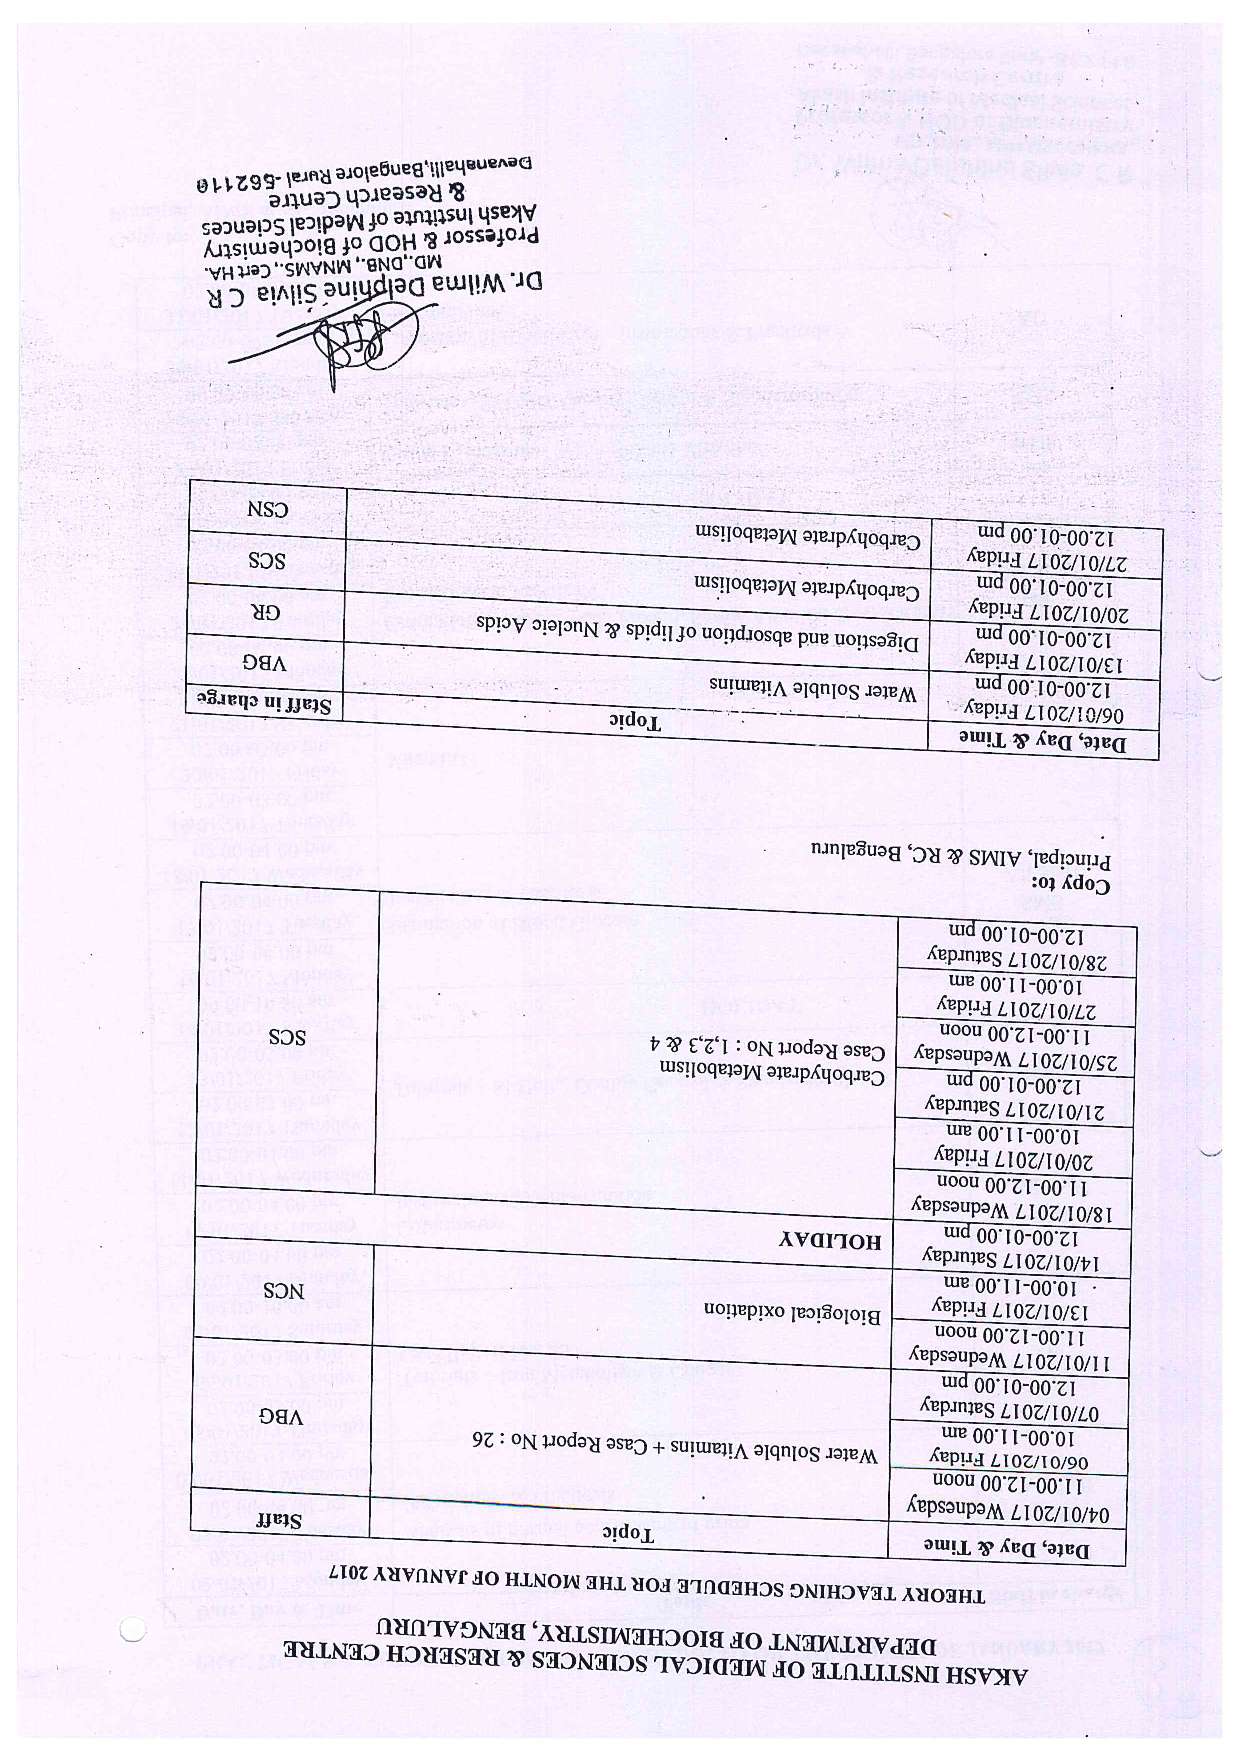 AKASH INSTITUTE OF MEDICAL SCIENCES & RESERCH CENTRE
DEPARTMENT OF BIOCHEMISTRY, BENGALURU
THEORY TEACHING SCHEDULE FOR THE MONTH OF JANUARY 2017
Date, Day & Time Topic Staff
04/01/2017 Wednesday
11.00-12.00 noon
06/01/2017 Friday
10.00-11.00 am
Water Soluble Vitamins + Case Report No : 26 VBG
07/01/2017 Saturday
12.00-01.00 pm
11/01/2017 Wednesday
11.00-12.00 noon
Biological oxidation NCS
13/01/2017 Friday
10.00-11.00 am
14/01/2017 Saturday
12.00-01.00 pm
HOLIDAY
18/01/2017 Wednesday
11.00-12.00 noon
20/01/2017 Friday
10.00-11.00 am
21/01/2017 Saturday
12.00-01.00 pm
Carbohydrate Metabolism
Case Report No : 1,2,3 & 4
SCS
25/01/2017 Wednesday
11.00-12.00 noon
27/01/2017 Friday
10.00-11.00 am
28/01/2017 Saturday
12.00-01.00 pm
Copy to:
Principal, AIMS & RC, Bengaluru
Date, Day & Time Topic Staff in charge
06/01/2017 Friday
12.00-01.00 pm
Water Soluble Vitamins VBG
13/01/2017 Friday
12.00-01.00 pm
Digestion and absorption of lipids & Nucleic Acids GR
20/01/2017 Friday
12.00-01.00 pm
Carbohydrate Metabolism SCS
27/01/2017 Friday
12.00-01.00 pm
Carbohydrate Metabolism CSN
Dr. Wilma Delphine Silvia C R
MD.,DNB., MNAMS., Cert HA.
Professor & HOD of Biochemistry
Akash Institute of Medical Sciences
& Research Centre
Devanahalli,Bangalore Rural -562110